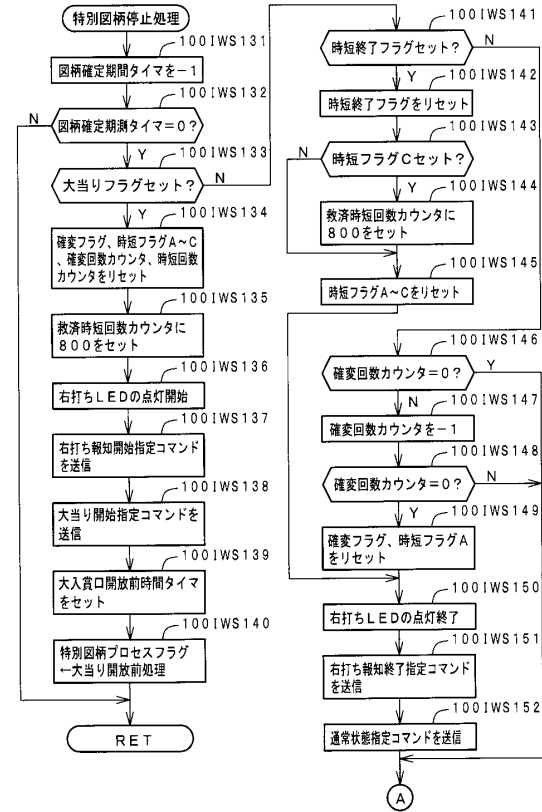 特別図柄停止処理
100IWS131
図柄確定期間タイマを-1
100IWS132
図柄確定期測タイマ=0?
N
Y
100IWS133
大当りフラグセット?
N
Y
100IWS134
確変フラグ、時短フラグA~C
、確変回数カウンタ、時短回数
カウンタをリセット
100IWS135
救済時短回数カウンタに
800をセット
100IWS136
右打ちLEDの点灯開始
100IWS137
右打ち報知開始指定コマンド
を送信
100IWS138
大当り開始指定コマンドを
送信
100IWS139
大入賞口開放前時間タイマ
をセット
100IWS140
特別図柄プロセスフラグ
←大当り開放前処理
RET
100IWS141
時短終了フラグセット?
N
Y
100IWS142
時短終了フラグをリセット
100IWS143
時短フラグCセット?
N
Y
100IWS144
救済時短回数カウンタに
800をセット
100IWS145
時短フラグA~Cをリセット
100IWS146
確変回数カウンタ=0?
Y
N
100IWS147
確変回数カウンタを-1
100IWS148
確変回数カウンタ=0?
N
Y
100IWS149
確変フラグ、時短フラグA
をリセット
100IWS150
右打ちLEDの点灯終了
100IWS151
右打ち報知終了指定コマンド
を送信
100IWS152
通常状態指定コマンドを送信
A